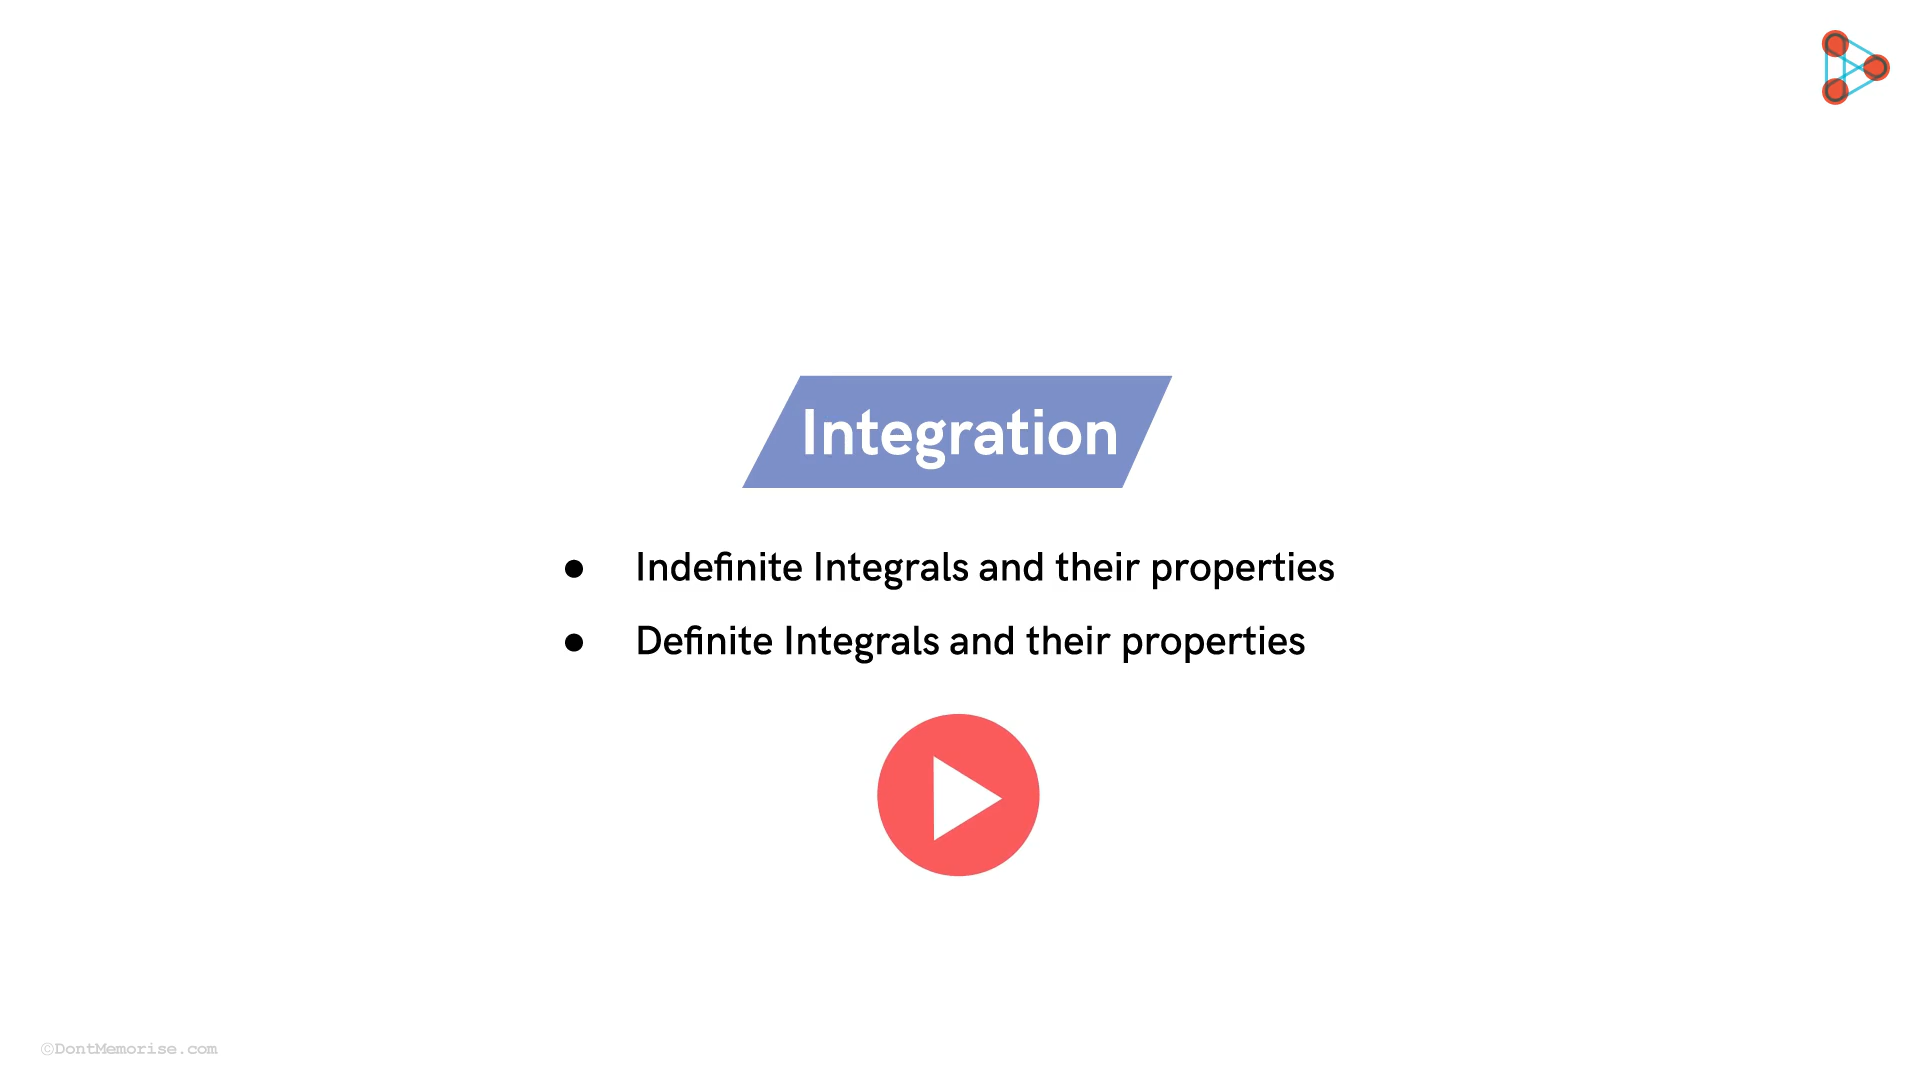 Integration
● Indefinite Integrals and their properties
● Definite Integrals and their properties
©DontMemorise.com